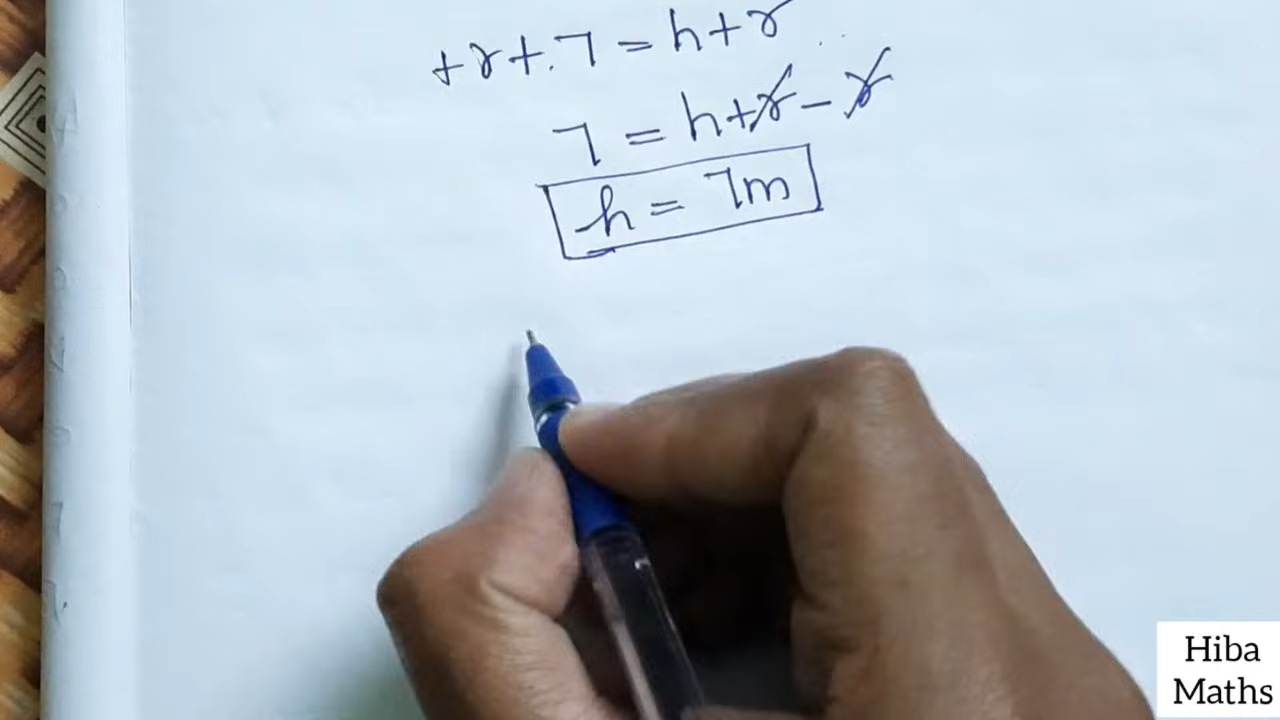 +r+.7 = h+r
7 = h+r-r
h = 7m
Hiba
Maths